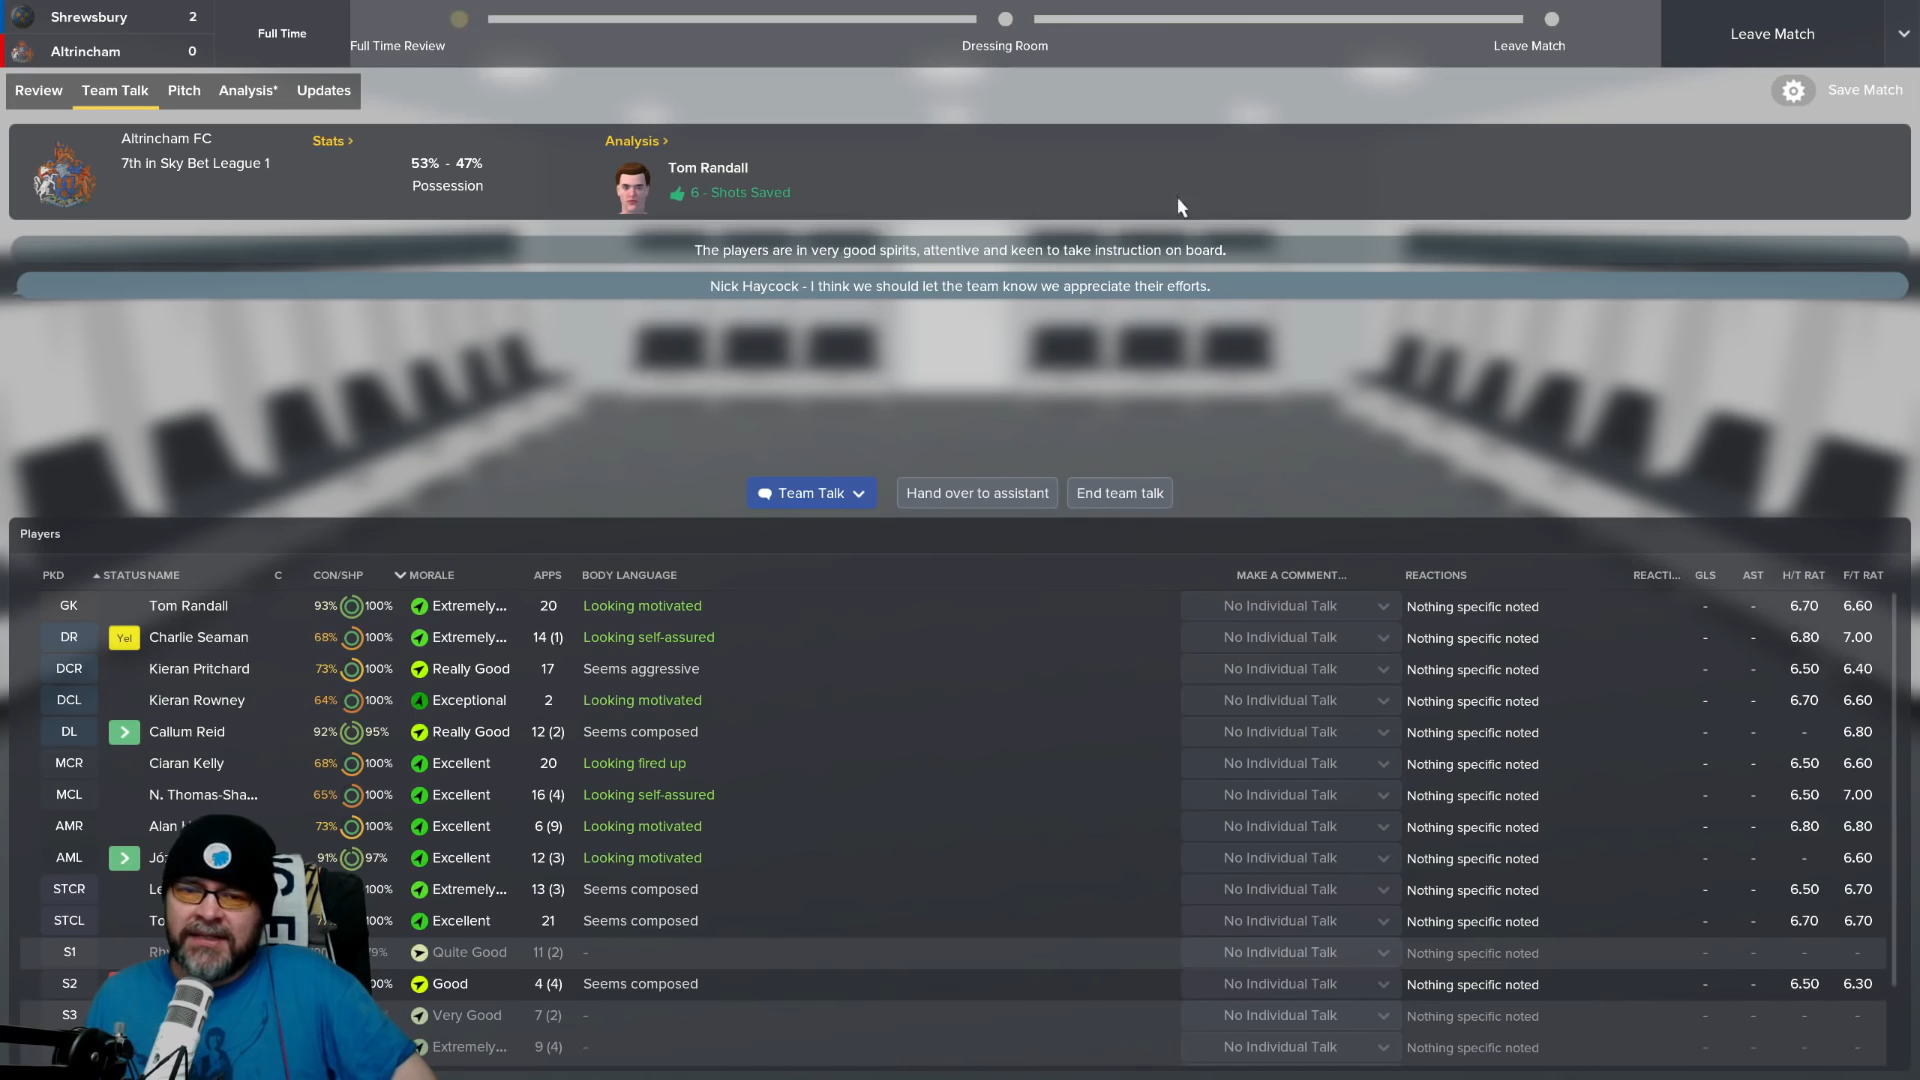 Shrewsbury 2
Altrincham 0
Full Time
Full Time Review
Dressing Room
Leave Match
Leave Match
Review Team Talk Pitch Analysis* Updates
Save Match
Altrincham FC
7th in Sky Bet League 1
Stats >
53% - 47%
Possession
Analysis >
Tom Randall
6 - Shots Saved
The players are in very good spirits, attentive and keen to take instruction on board.
Nick Haycock - I think we should let the team know we appreciate their efforts.
Team Talk Hand over to assistant End team talk
Players
PKD STATUS NAME C CON/SHP MORALE APPS BODY LANGUAGE MAKE A COMMENT... REACTIONS REACTI... GLS AST H/T RAT F/T RAT
GK Tom Randall 93% 100% Extremely... 20 Looking motivated No Individual Talk Nothing specific noted - - 6.70 6.60
DR Yel Charlie Seaman 68% 100% Extremely... 14 (1) Looking self-assured No Individual Talk Nothing specific noted - - 6.80 7.00
DCR Kieran Pritchard 73% 100% Really Good 17 Seems aggressive No Individual Talk Nothing specific noted - - 6.50 6.40
DCL Kieran Rowney 64% 100% Exceptional 2 Looking motivated No Individual Talk Nothing specific noted - - 6.70 6.60
DL Callum Reid 92% 95% Really Good 12 (2) Seems composed No Individual Talk Nothing specific noted - - - 6.80
MCR Ciaran Kelly 68% 100% Excellent 20 Looking fired up No Individual Talk Nothing specific noted - - 6.50 6.60
MCL N. Thomas-Sha... 65% 100% Excellent 16 (4) Looking self-assured No Individual Talk Nothing specific noted - - 6.50 7.00
AMR Alan 73% 100% Excellent 6 (9) Looking motivated No Individual Talk Nothing specific noted - - 6.80 6.80
AML 91% 97% Excellent 12 (3) Looking motivated No Individual Talk Nothing specific noted - - - 6.60
STCR 100% Extremely... 13 (3) Seems composed No Individual Talk Nothing specific noted - - 6.50 6.70
STCL 100% Excellent 21 Seems composed No Individual Talk Nothing specific noted - - 6.70 6.70
S1 Quite Good 11 (2) - No Individual Talk Nothing specific noted - - - -
S2 Good 4 (4) Seems composed No Individual Talk Nothing specific noted - - 6.50 6.30
S3 Very Good 7 (2) - No Individual Talk Nothing specific noted - - - -
Extremely... 9 (4) - No Individual Talk Nothing specific noted - - - -